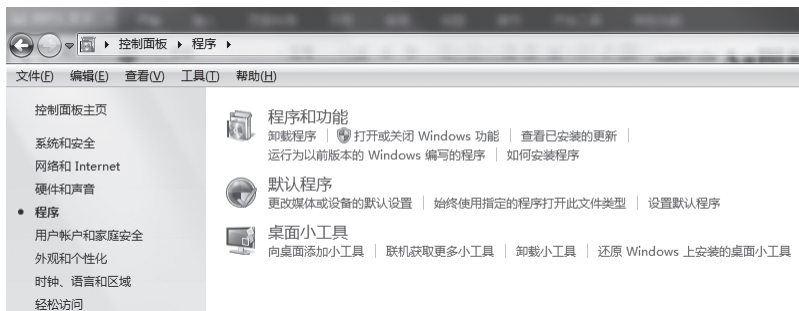 控制面板 程序
文件(F) 编辑(E) 查看(V) 工具(T) 帮助(H)
控制面板主页
系统和安全
网络和 Internet
硬件和声音
程序
用户帐户和家庭安全
外观和个性化
时钟、语言和区域
轻松访问
程序和功能
卸载程序 打开或关闭 Windows 功能 查看已安装的更新
运行为以前版本的 Windows 编写的程序 如何安装程序
默认程序
更改媒体或设备的默认设置 始终使用指定的程序打开此文件类型 设置默认程序
桌面小工具
向桌面添加小工具 联机获取更多小工具 卸载小工具 还原 Windows 上安装的桌面小工具